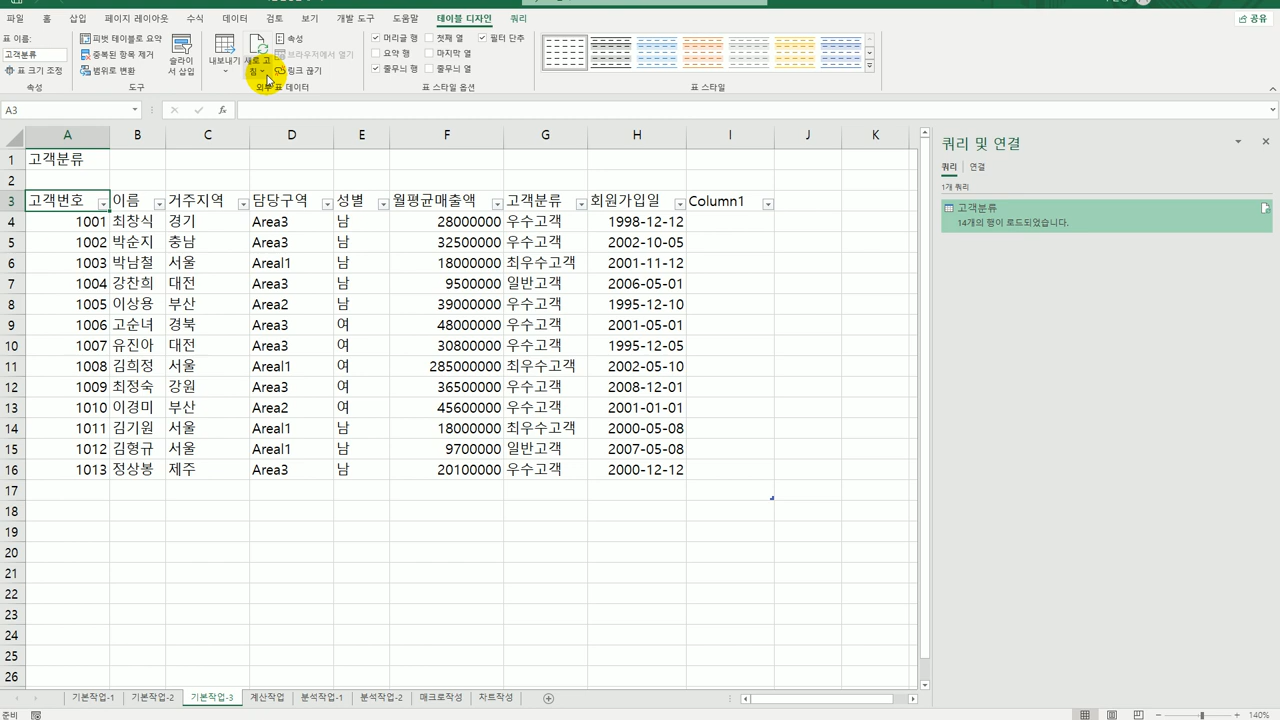 파일 홈 삽입 페이지 레이아웃 수식 데이터 검토 보기 개발 도구 도움말 테이블 디자인 쿼리 공유
표 이름:
고객분류
표 크기 조정
속성
피벗 테이블로 요약
중복된 항목 제거
범위로 변환
슬라이서 삽입
도구
내보내기 새로 고침
속성
브라우저에서 열기
링크 끊기
외부 표 데이터
머리글 행 첫째 열 필터 단추
요약 행 마지막 열
줄무늬 행 줄무늬 열
표 스타일 옵션
표 스타일
A3 fx
A B C D E F G H I J K
1 고객분류
2
3 고객번호 이름 거주지역 담당구역 성별 월평균매출액 고객분류 회원가입일 Column1
4 1001 최창식 경기 Area3 남 28000000 우수고객 1998-12-12
5 1002 박순지 충남 Area3 남 32500000 우수고객 2002-10-05
6 1003 박남철 서울 Areal1 남 18000000 최우수고객 2001-11-12
7 1004 강찬희 대전 Area3 남 9500000 일반고객 2006-05-01
8 1005 이상용 부산 Area2 남 39000000 우수고객 1995-12-10
9 1006 고순녀 경북 Area3 여 48000000 우수고객 2001-05-01
10 1007 유진아 대전 Area3 여 30800000 우수고객 1995-12-05
11 1008 김희정 서울 Areal1 여 285000000 최우수고객 2002-05-10
12 1009 최정숙 강원 Area3 여 36500000 우수고객 2008-12-01
13 1010 이경미 부산 Area2 여 45600000 우수고객 2001-01-01
14 1011 김기원 서울 Areal1 남 18000000 최우수고객 2000-05-08
15 1012 김형규 서울 Areal1 남 9700000 일반고객 2007-05-08
16 1013 정상봉 제주 Area3 남 20100000 우수고객 2000-12-12
17
18
19
20
21
22
23
24
25
26
쿼리 및 연결
쿼리 연결
1개 쿼리
고객분류
14개의 행이 로드되었습니다.
기본작업-1 기본작업-2 기본작업-3 계산작업 분석작업-1 분석작업-2 매크로작성 차트작성
준비 140%